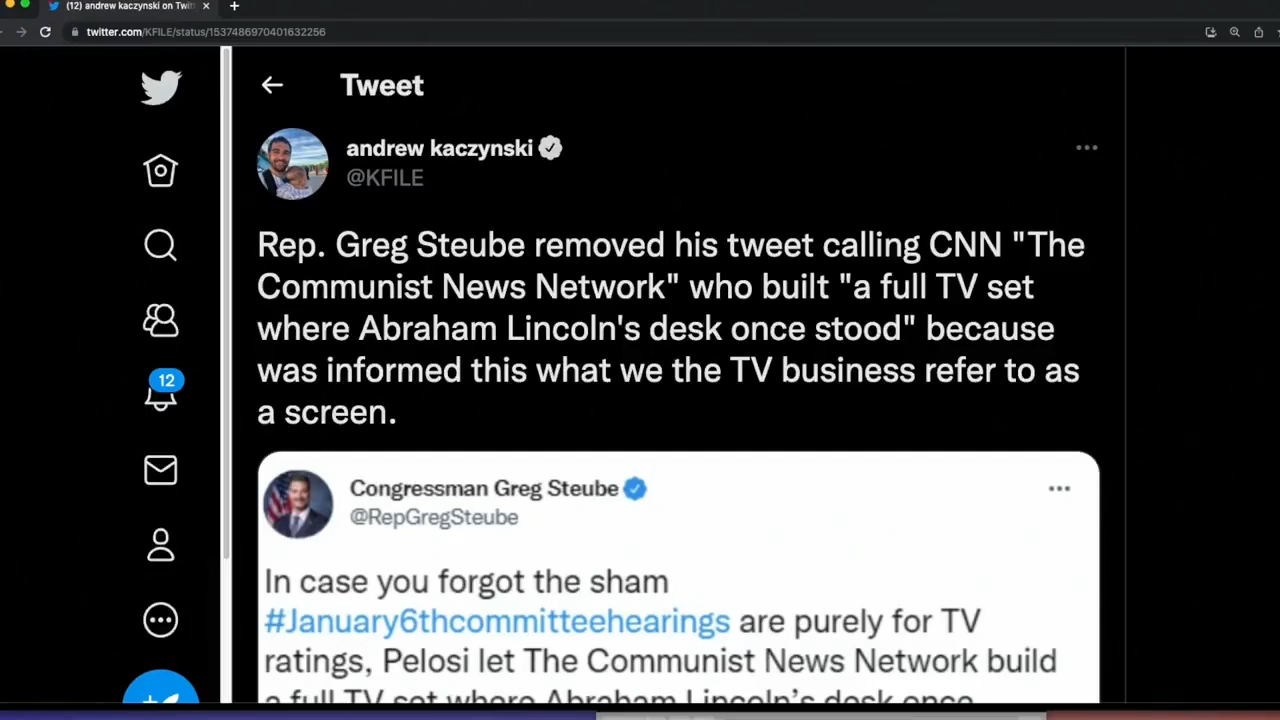 (12) andrew kaczynski on Twit
twitter.com/KFILE/status/1537486970401632256
Tweet
andrew kaczynski
@KFILE
Rep. Greg Steube removed his tweet calling CNN "The
Communist News Network" who built "a full TV set
where Abraham Lincoln's desk once stood" because
was informed this what we the TV business refer to as
a screen.
12
Congressman Greg Steube
@RepGregSteube
In case you forgot the sham
#January6thcommitteehearings are purely for TV
ratings, Pelosi let The Communist News Network build
a full TV set where Abraham Lincoln's desk once